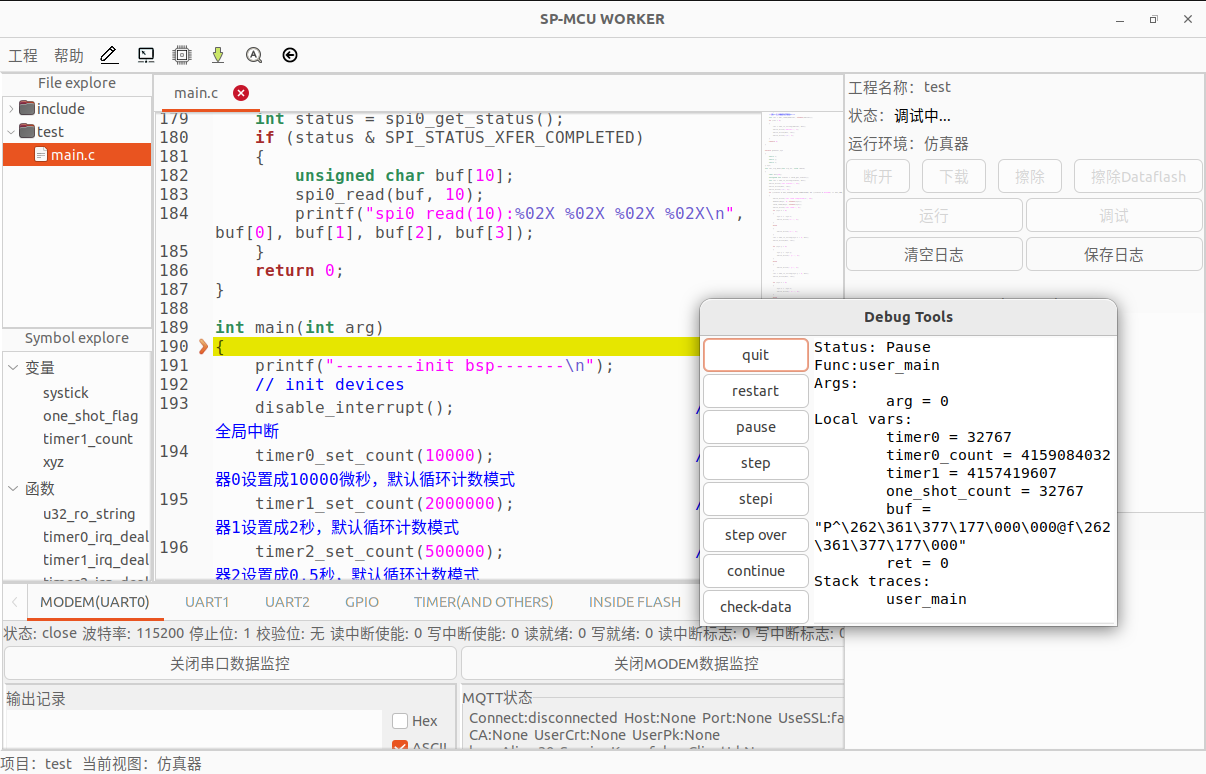 SP-MCU WORKER
工程 帮助
File explore
include
test
main.c
Symbol explore
变量
systick
one_shot_flag
timer1_count
xyz
函数
u32_ro_string
timer0_irq_deal
timer1_irq_deal
main.c
179 int status = spi0_get_status();
180 if (status & SPI_STATUS_XFER_COMPLETED)
181 {
182 unsigned char buf[10];
183 spi0_read(buf, 10);
184 printf("spi0 read(10):%02X %02X %02X %02X\n",
buf[0], buf[1], buf[2], buf[3]);
185 }
186 return 0;
187 }
188
189 int main(int arg)
190 {
191 printf("--------init bsp-------\n");
192 // init devices
193 disable_interrupt(); /
全局中断
194 timer0_set_count(10000); /
器0设置成10000微秒，默认循环计数模式
195 timer1_set_count(2000000); /
器1设置成2秒，默认循环计数模式
196 timer2_set_count(500000); /
器2设置成0.5秒，默认循环计数模式
工程名称：test
状态：调试中...
运行环境：仿真器
断开 下载 擦除 擦除Dataflash
运行 调试
清空日志 保存日志
Debug Tools
quit
restart
pause
step
stepi
step over
continue
check-data
Status: Pause
Func:user_main
Args:
arg = 0
Local vars:
timer0 = 32767
timer0_count = 4159084032
timer1 = 4157419607
one_shot_count = 32767
buf =
"P^\262\361\377\177\000\000@f\262
\361\377\177\000"
ret = 0
Stack traces:
user_main
MODEM(UART0) UART1 UART2 GPIO TIMER(AND OTHERS) INSIDE FLASH
状态: close 波特率: 115200 停止位: 1 校验位: 无 读中断使能: 0 写中断使能: 0 读就绪: 0 写就绪: 0 读中断标志: 0 写中断标志: 0
关闭串口数据监控 关闭MODEM数据监控
输出记录
Hex
ASCII
MQTT状态
Connect:disconnected Host:None Port:None UseSSL:fa
CA:None UserCrt:None UserPk:None
项目：test 当前视图：仿真器